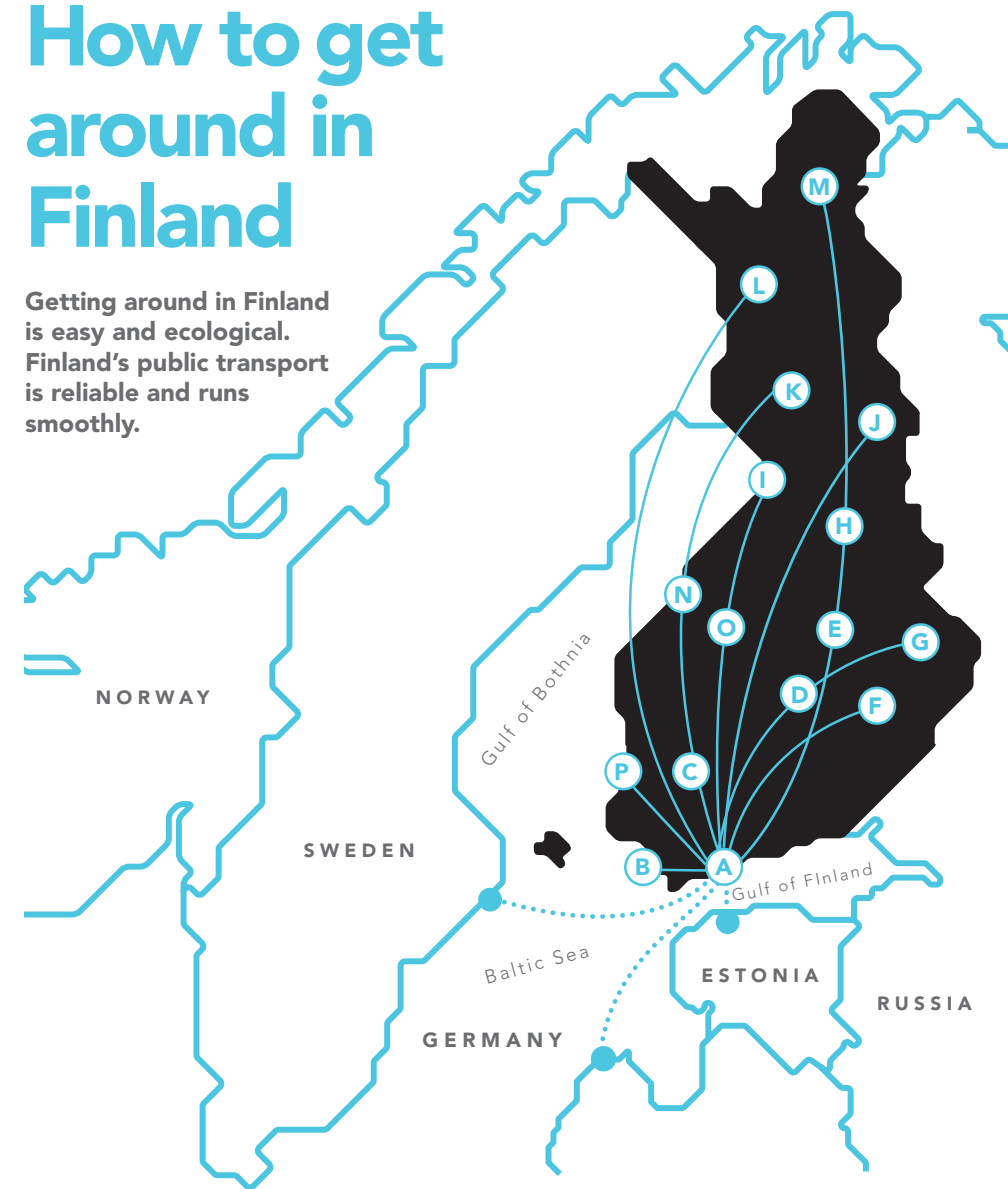 How to get
around in
Finland
Getting around in Finland
is easy and ecological.
Finland's public transport
is reliable and runs
smoothly.
M
L
K
J
I
H
N
O
E
G
D
F
P
C
B
A
NORWAY
Gulf of Bothnia
SWEDEN
Gulf of FInland
Baltic Sea
ESTONIA
RUSSIA
GERMANY